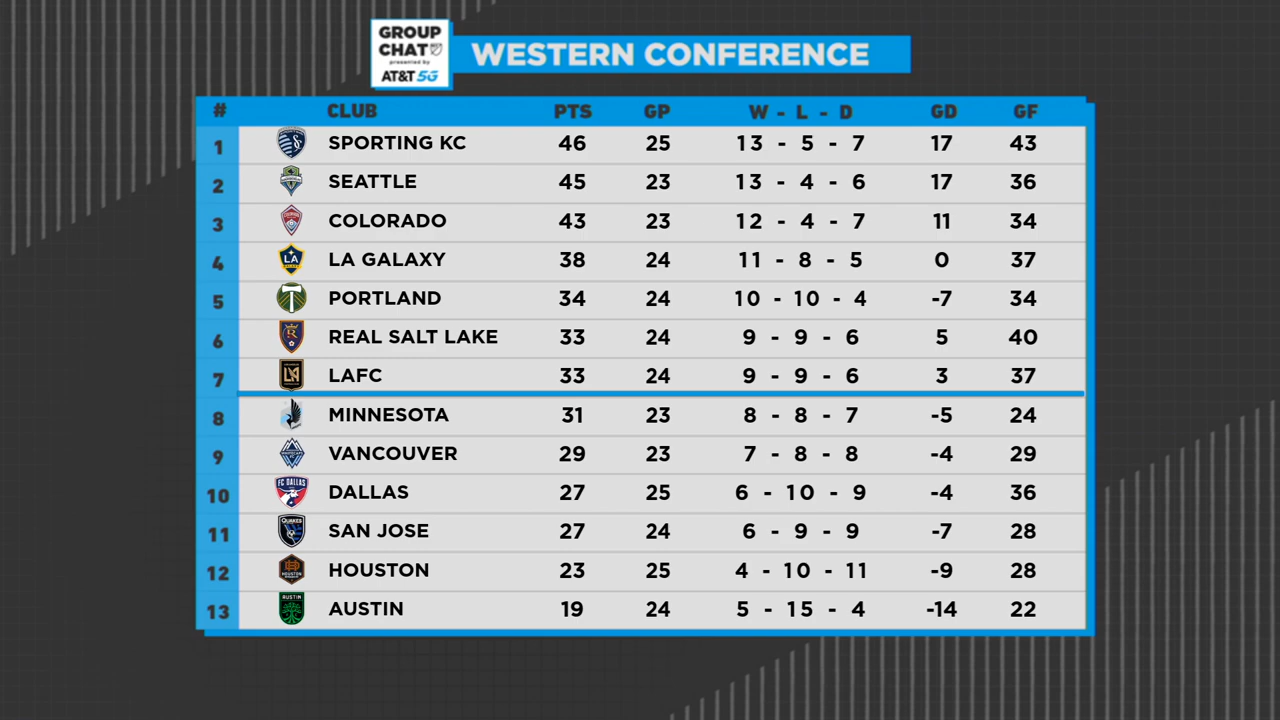 GROUP
CHAT
presented by
AT&T 5G
WESTERN CONFERENCE
# CLUB PTS GP W - L - D GD GF
1 SPORTING KC 46 25 13 - 5 - 7 17 43
2 SEATTLE 45 23 13 - 4 - 6 17 36
3 COLORADO 43 23 12 - 4 - 7 11 34
4 LA GALAXY 38 24 11 - 8 - 5 0 37
5 PORTLAND 34 24 10 - 10 - 4 -7 34
6 REAL SALT LAKE 33 24 9 - 9 - 6 5 40
7 LAFC 33 24 9 - 9 - 6 3 37
8 MINNESOTA 31 23 8 - 8 - 7 -5 24
9 VANCOUVER 29 23 7 - 8 - 8 -4 29
10 FC DALLAS DALLAS 27 25 6 - 10 - 9 -4 36
11 QUAKES SAN JOSE 27 24 6 - 9 - 9 -7 28
12 HOUSTON HOUSTON 23 25 4 - 10 - 11 -9 28
13 AUSTIN AUSTIN 19 24 5 - 15 - 4 -14 22